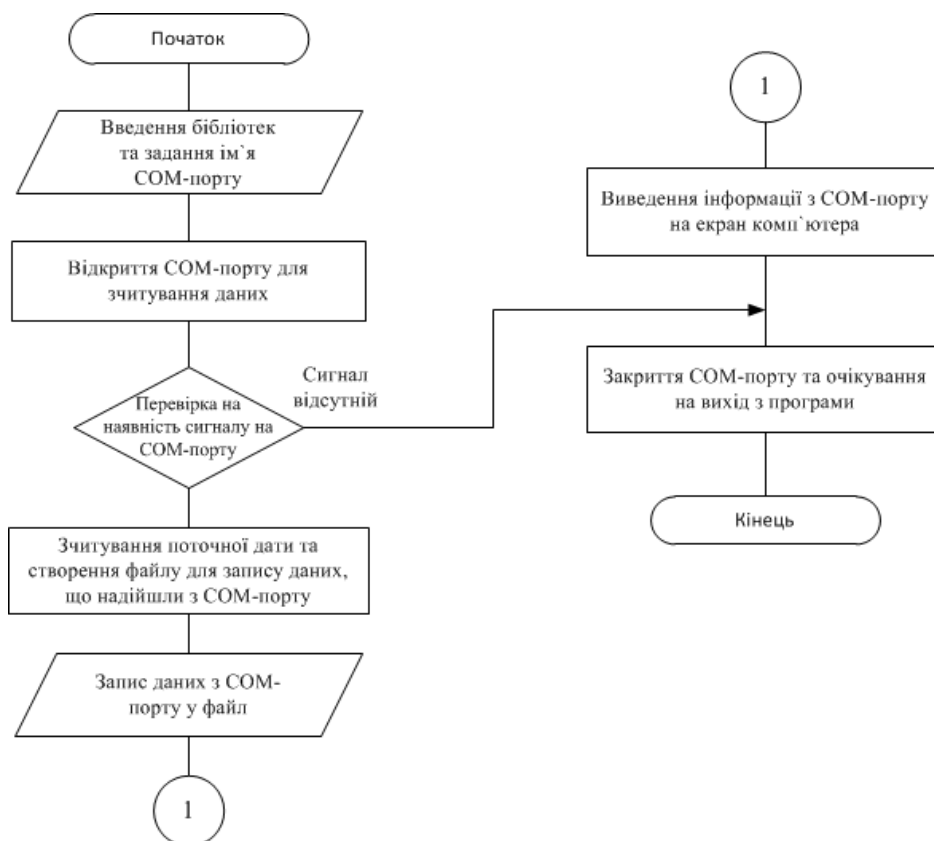 Початок
Введення бібліотек
та задання ім`я
COM-порту
Відкриття COM-порту для
зчитування даних
Перевірка на
наявність сигналу на
COM-порту
Сигнал
відсутній
Зчитування поточної дати та
створення файлу для запису даних,
що надійшли з COM-порту
Запис даних з COM-
порту у файл
1
1
Виведення інформації з COM-порту
на екран комп`ютера
Закриття COM-порту та очікування
на вихід з програми
Кінець